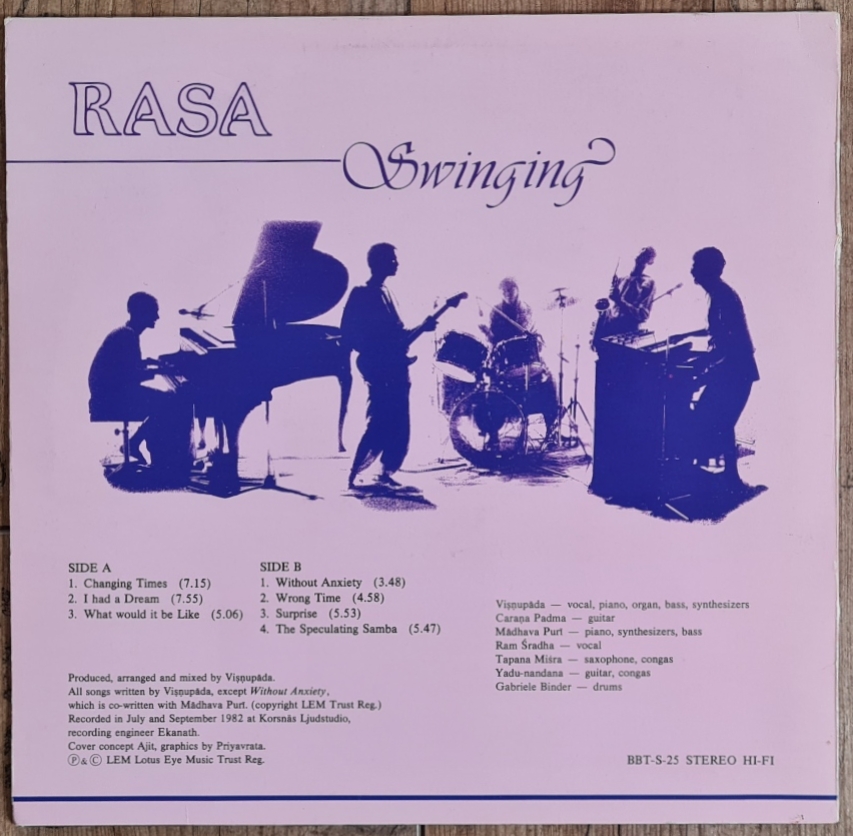 RASA
Swinging
SIDE A
1. Changing Times (7.15)
2. I had a Dream (7.55)
3. What would it be Like (5.06)
SIDE B
1. Without Anxiety (3.48)
2. Wrong Time (4.58)
3. Surprise (5.53)
4. The Speculating Samba (5.47)
Viṣṇupāda — vocal, piano, organ, bass, synthesizers
Caraṇa Padma — guitar
Mādhava Purī — piano, synthesizers, bass
Ram Śradha — vocal
Tapana Miśra — saxophone, congas
Yadu-nandana — guitar, congas
Gabriele Binder — drums
Produced, arranged and mixed by Viṣṇupāda.
All songs written by Viṣṇupāda, except Without Anxiety,
which is co-written with Mādhava Purī. (copyright LEM Trust Reg.)
Recorded in July and September 1982 at Korsnäs Ljudstudio,
recording engineer Ekanath.
Cover concept Ajit, graphics by Priyavrata.
Ⓟ & Ⓒ LEM Lotus Eye Music Trust Reg.
BBT-S-25 STEREO HI-FI